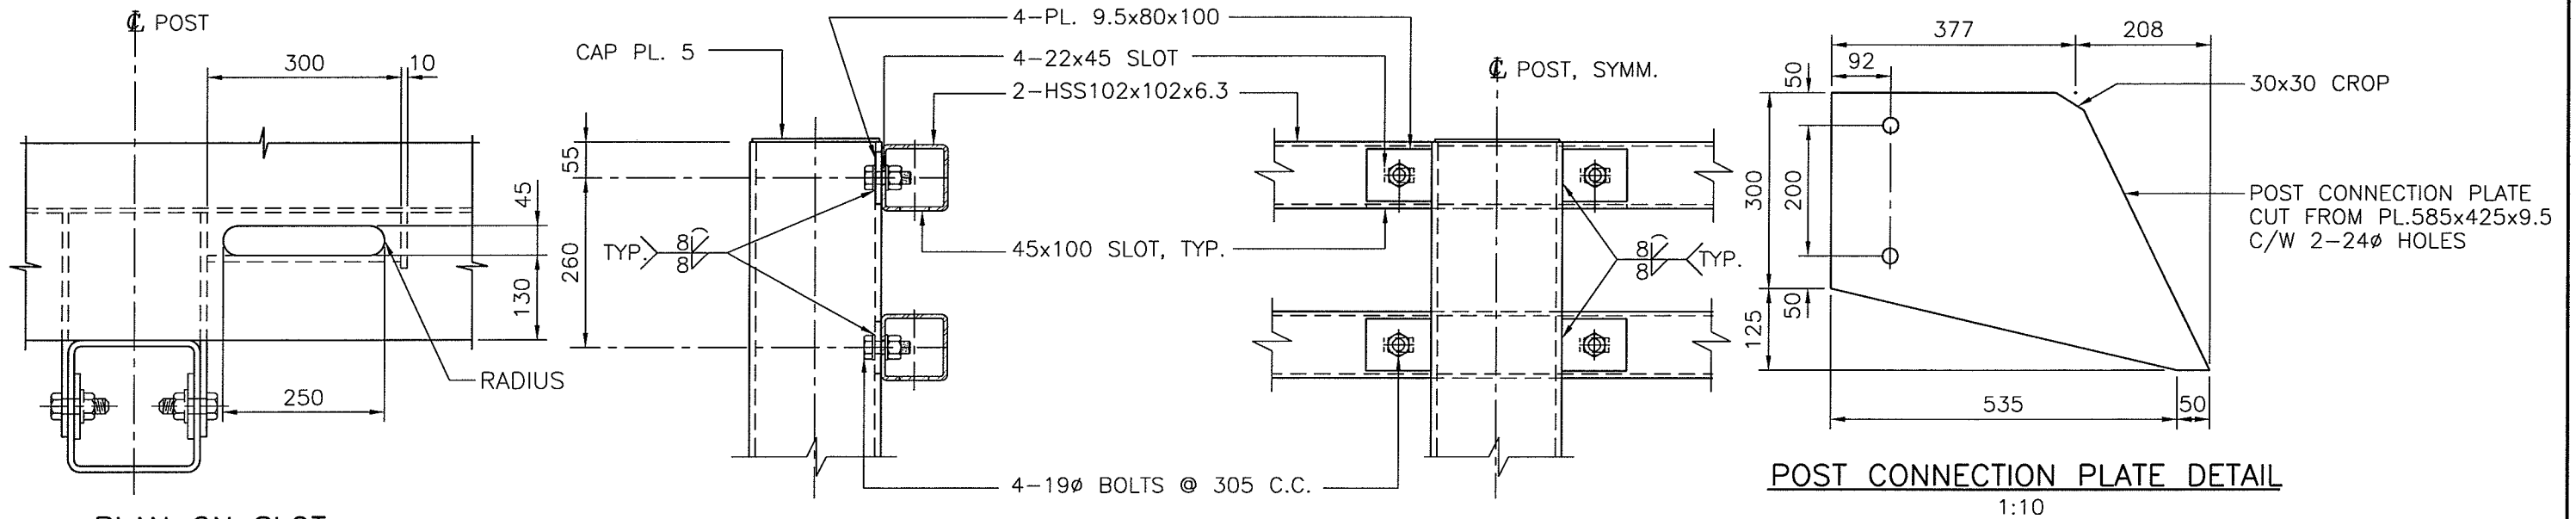 ℄ POST
300
10
45
130
250
RADIUS
CAP PL. 5
55
260
TYP.
8
8
4-PL. 9.5x80x100
4-22x45 SLOT
2-HSS102x102x6.3
45x100 SLOT, TYP.
4-19ø BOLTS @ 305 C.C.
℄ POST, SYMM.
8
8
TYP.
377
208
92
50
300
200
50
125
535
50
30x30 CROP
POST CONNECTION PLATE
CUT FROM PL.585x425x9.5
C/W 2-24ø HOLES
POST CONNECTION PLATE DETAIL
1:10